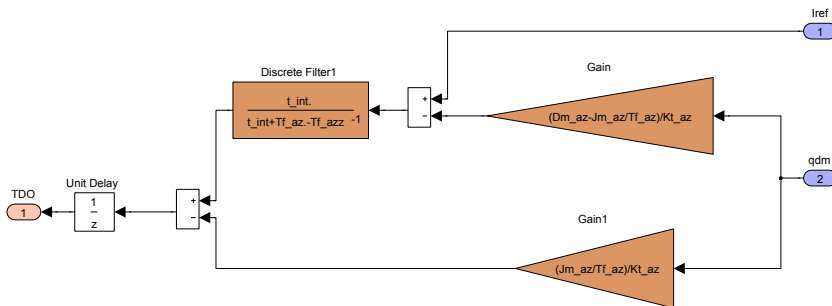 Iref
1
Gain
Discrete Filter1
t_int.
t_int+Tf_az.-Tf_azz -1
+
−
(Dm_az-Jm_az/Tf_az)/Kt_az
qdm
2
Unit Delay
TDO
1
1
z
+
−
Gain1
(Jm_az/Tf_az)/Kt_az